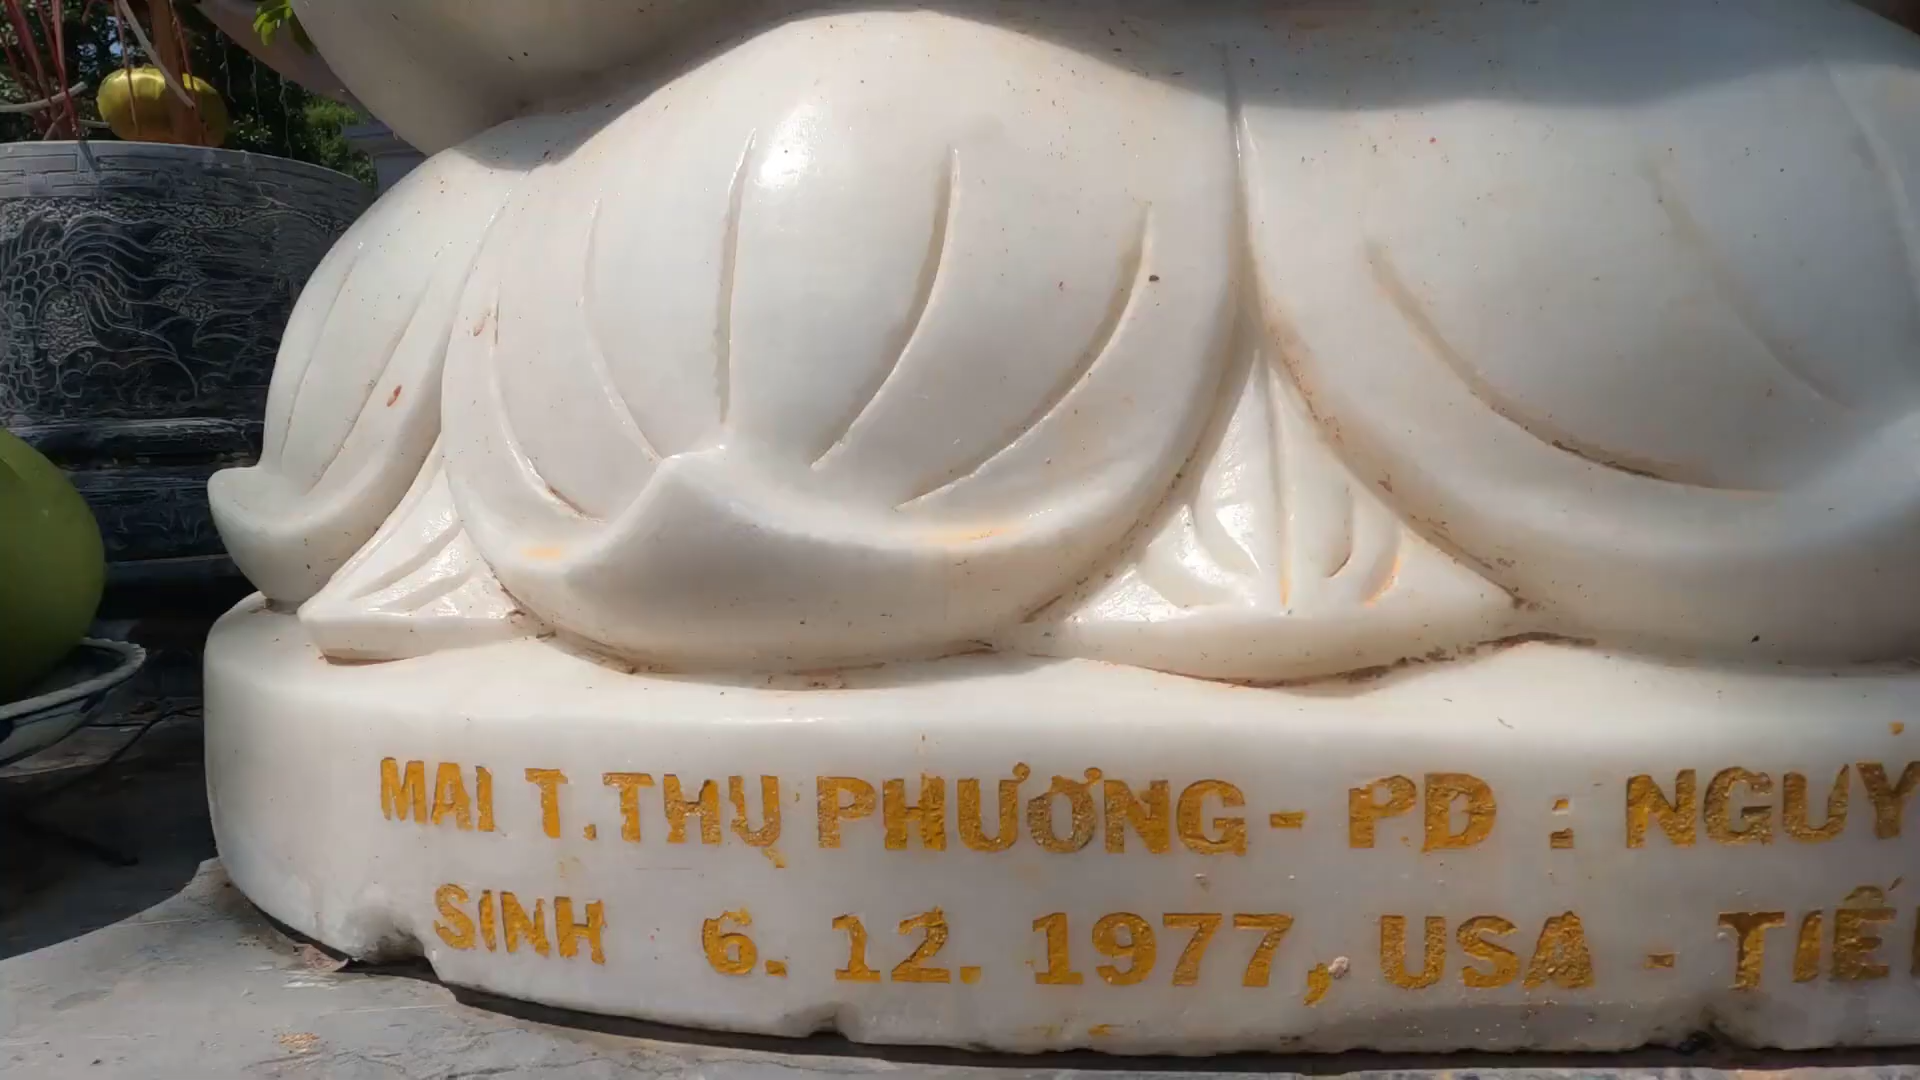 MAI T. THỤ PHƯƠNG - PD : NGUY
SINH 6. 12. 1977, USA - TIẾ